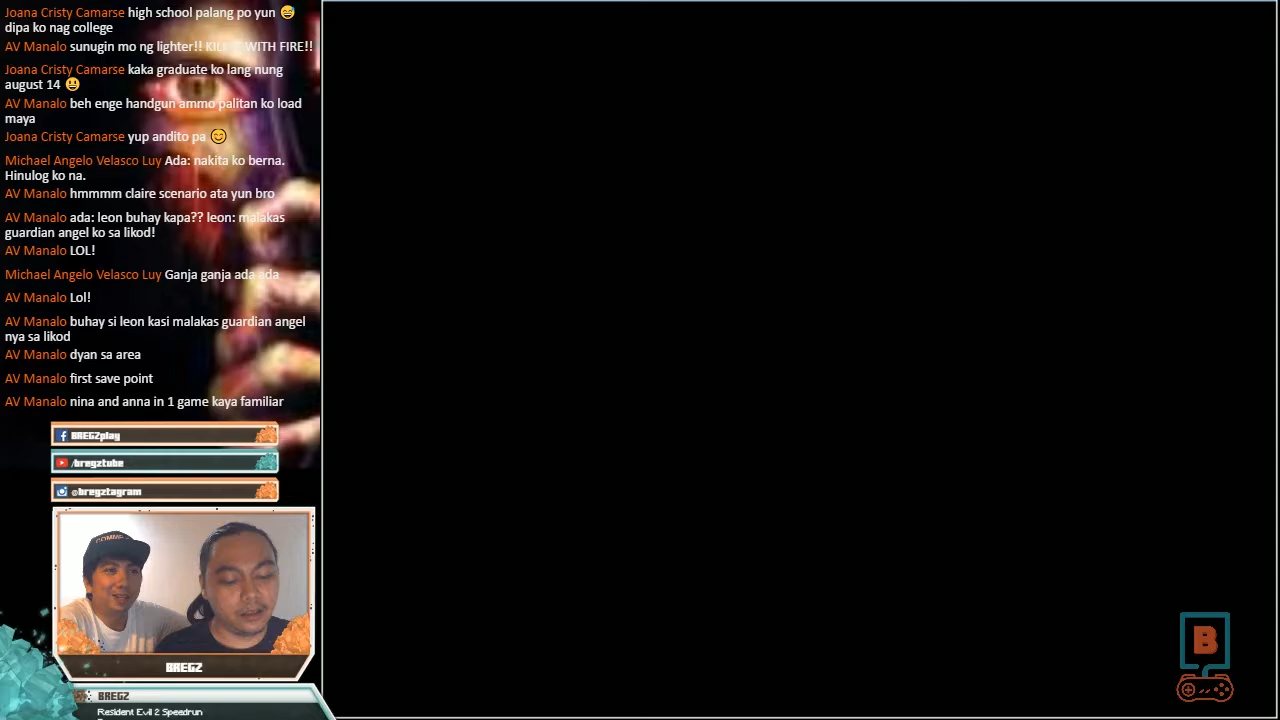 Joana Cristy Camarse high school palang po yun 😅
dipa ko nag college
AV Manalo sunugin mo ng lighter!! KILL IT WITH FIRE!!
Joana Cristy Camarse kaka graduate ko lang nung
august 14 😃
AV Manalo beh enge handgun ammo palitan ko load
maya
Joana Cristy Camarse yup andito pa 😊
Michael Angelo Velasco Luy Ada: nakita ko berna.
Hinulog ko na.
AV Manalo hmmmm claire scenario ata yun bro
AV Manalo ada: leon buhay kapa?? leon: malakas
guardian angel ko sa likod!
AV Manalo LOL!
Michael Angelo Velasco Luy Ganja ganja ada ada
AV Manalo Lol!
AV Manalo buhay si leon kasi malakas guardian angel
nya sa likod
AV Manalo dyan sa area
AV Manalo first save point
AV Manalo nina and anna in 1 game kaya familiar
BREGZplay
/bregztube
@bregztagram
BREGZ
BREGZ
Resident Evil 2 Speedrun
B